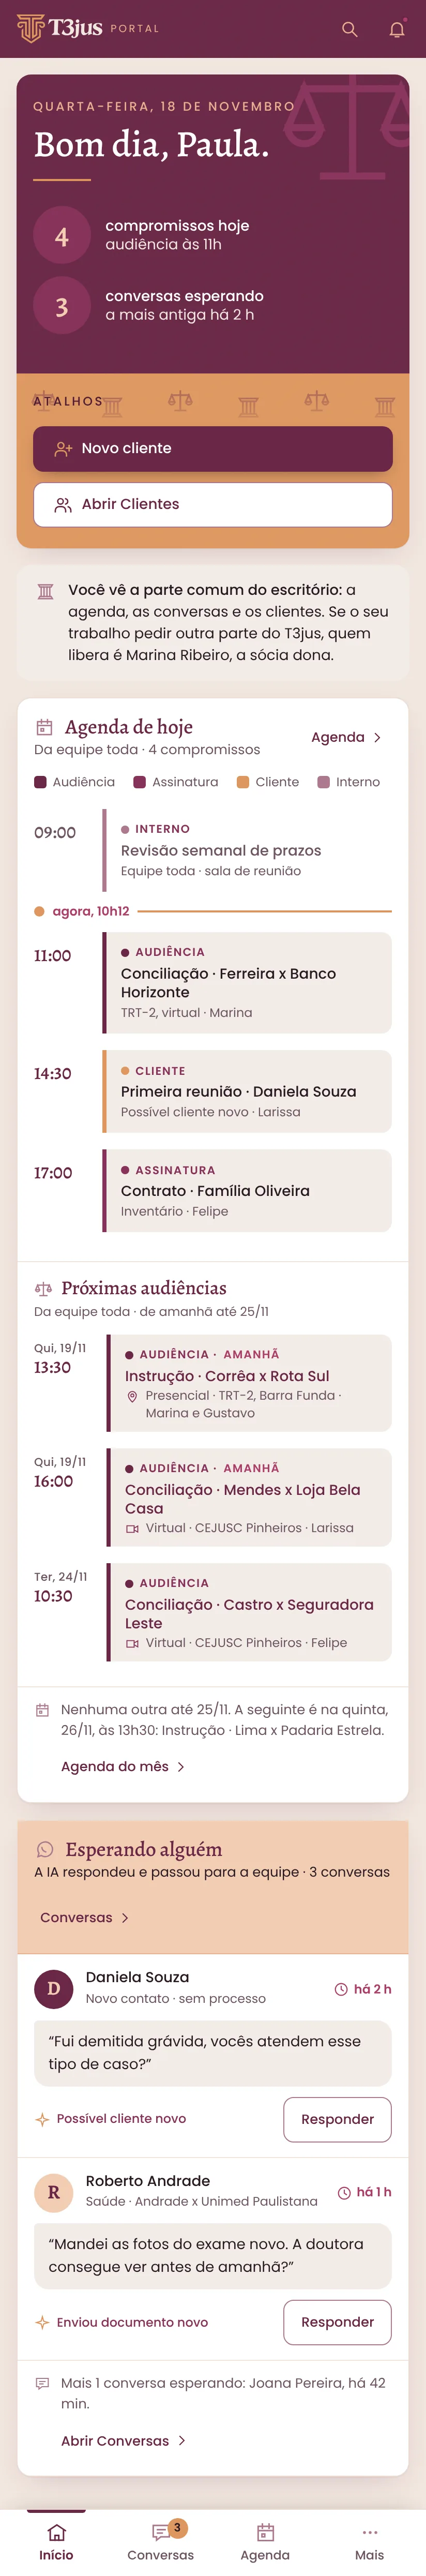 T3jus PORTAL
QUARTA-FEIRA, 18 DE NOVEMBRO
Bom dia, Paula.
4
compromissos hoje
audiência às 11h
3
conversas esperando
a mais antiga há 2 h
ATALHOS
Novo cliente
Abrir Clientes
Você vê a parte comum do escritório: a
agenda, as conversas e os clientes. Se o seu
trabalho pedir outra parte do T3jus, quem
libera é Marina Ribeiro, a sócia dona.
Agenda de hoje
Da equipe toda · 4 compromissos
Agenda
Audiência Assinatura Cliente Interno
09:00
INTERNO
Revisão semanal de prazos
Equipe toda · sala de reunião
agora, 10h12
11:00
AUDIÊNCIA
Conciliação · Ferreira x Banco
Horizonte
TRT-2, virtual · Marina
14:30
CLIENTE
Primeira reunião · Daniela Souza
Possível cliente novo · Larissa
17:00
ASSINATURA
Contrato · Família Oliveira
Inventário · Felipe
Próximas audiências
Da equipe toda · de amanhã até 25/11
Qui, 19/11
13:30
AUDIÊNCIA · AMANHÃ
Instrução · Corrêa x Rota Sul
Presencial · TRT-2, Barra Funda ·
Marina e Gustavo
Qui, 19/11
16:00
AUDIÊNCIA · AMANHÃ
Conciliação · Mendes x Loja Bela
Casa
Virtual · CEJUSC Pinheiros · Larissa
Ter, 24/11
10:30
AUDIÊNCIA
Conciliação · Castro x Seguradora
Leste
Virtual · CEJUSC Pinheiros · Felipe
Nenhuma outra até 25/11. A seguinte é na quinta,
26/11, às 13h30: Instrução · Lima x Padaria Estrela.
Agenda do mês
Esperando alguém
A IA respondeu e passou para a equipe · 3 conversas
Conversas
D
Daniela Souza
Novo contato · sem processo
há 2 h
“Fui demitida grávida, vocês atendem esse
tipo de caso?”
Possível cliente novo
Responder
R
Roberto Andrade
Saúde · Andrade x Unimed Paulistana
há 1 h
“Mandei as fotos do exame novo. A doutora
consegue ver antes de amanhã?”
Enviou documento novo
Responder
Mais 1 conversa esperando: Joana Pereira, há 42
min.
Abrir Conversas
3
Início Conversas Agenda Mais